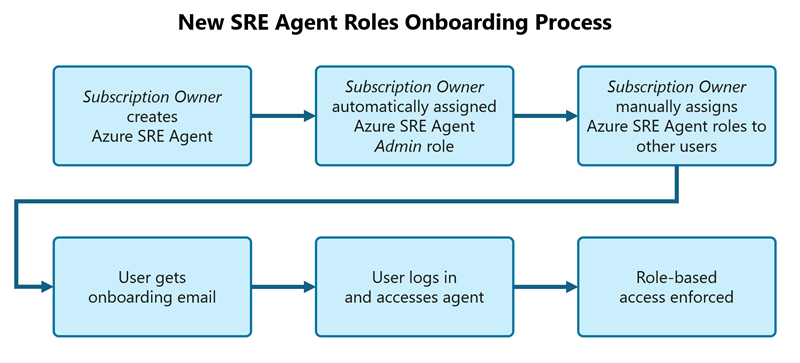 New SRE Agent Roles Onboarding Process
Subscription Owner
creates
Azure SRE Agent
Subscription Owner
automatically assigned
Azure SRE Agent
Admin role
Subscription Owner
manually assigns
Azure SRE Agent roles to
other users
User gets
onboarding email
User logs in
and accesses agent
Role-based
access enforced